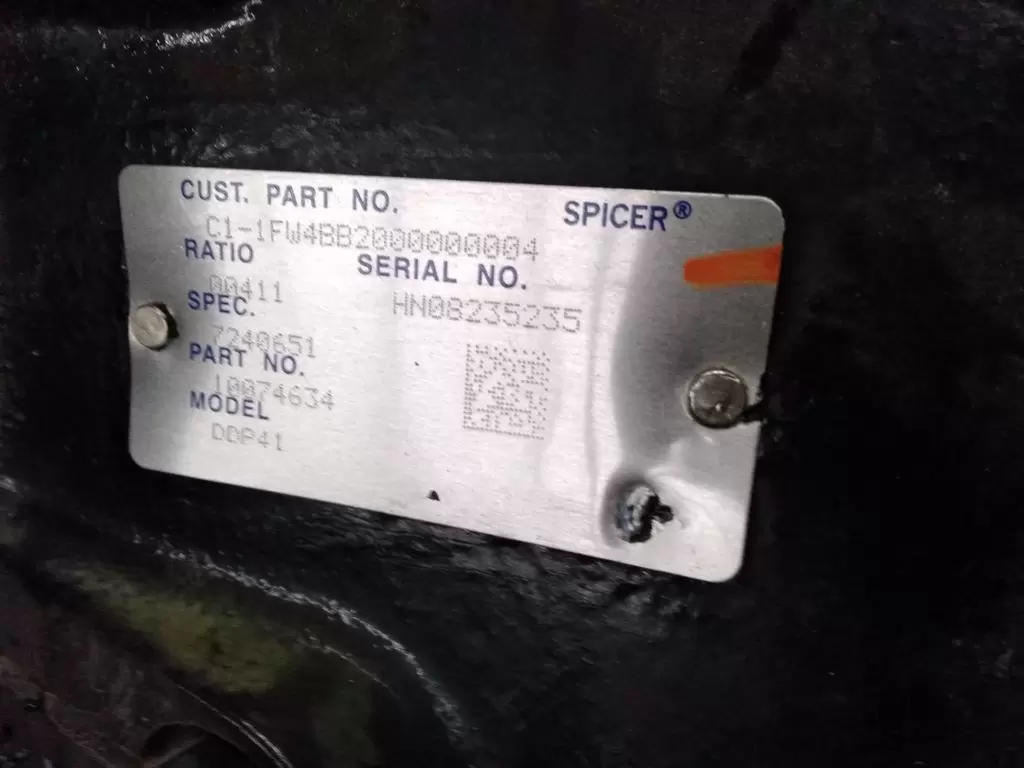 CUST. PART NO.
SPICER®
C1-1FW4BB2000000004
RATIO
SERIAL NO.
00411
HN08235235
SPEC.
7240651
PART NO.
10074634
MODEL
DDP41